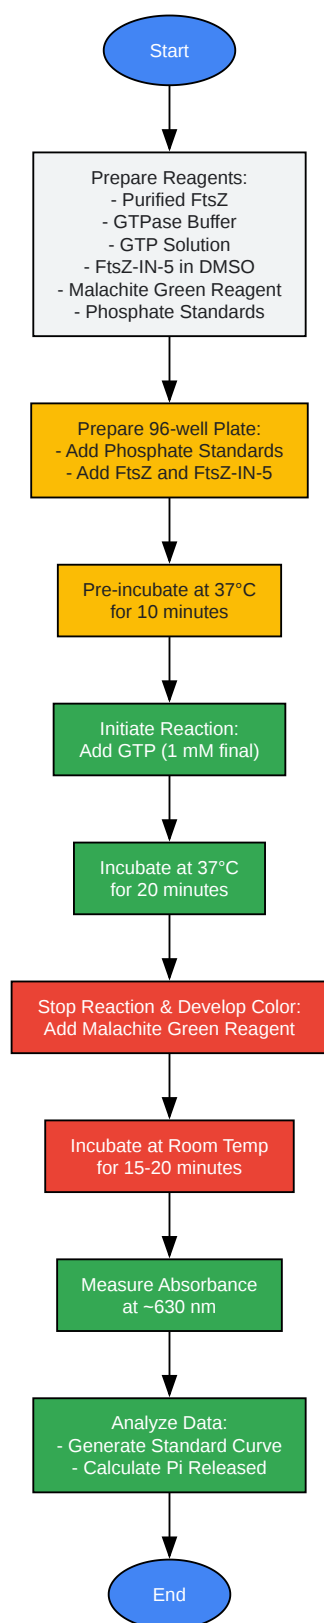 Start
Prepare Reagents:
- Purified FtsZ
- GTPase Buffer
- GTP Solution
- FtsZ-IN-5 in DMSO
- Malachite Green Reagent
- Phosphate Standards
Prepare 96-well Plate:
- Add Phosphate Standards
- Add FtsZ and FtsZ-IN-5
Pre-incubate at 37°C
for 10 minutes
Initiate Reaction:
Add GTP (1 mM final)
Incubate at 37°C
for 20 minutes
Stop Reaction & Develop Color:
Add Malachite Green Reagent
Incubate at Room Temp
for 15-20 minutes
Measure Absorbance
at ~630 nm
Analyze Data:
- Generate Standard Curve
- Calculate Pi Released
End